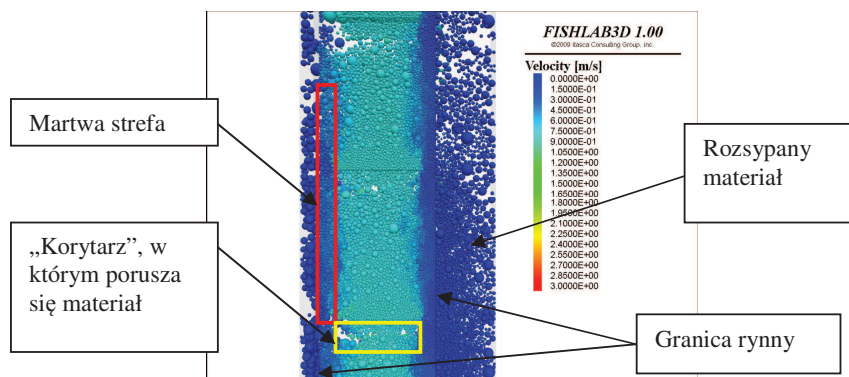 Martwa strefa
„Korytarz”, w
którym porusza
się materiał
FISHLAB3D 1.00
©2009 Itasca Consulting Group, Inc.
Velocity [m/s]
0.0000E+00
1.5000E-01
3.0000E-01
4.5000E-01
6.0000E-01
7.5000E-01
9.0000E-01
1.0500E+00
1.2000E+00
1.3500E+00
1.5000E+00
1.6500E+00
1.8000E+00
1.9500E+00
2.1000E+00
2.2500E+00
2.4000E+00
2.5500E+00
2.7000E+00
2.8500E+00
3.0000E+00
Rozsypany
materiał
Granica rynny